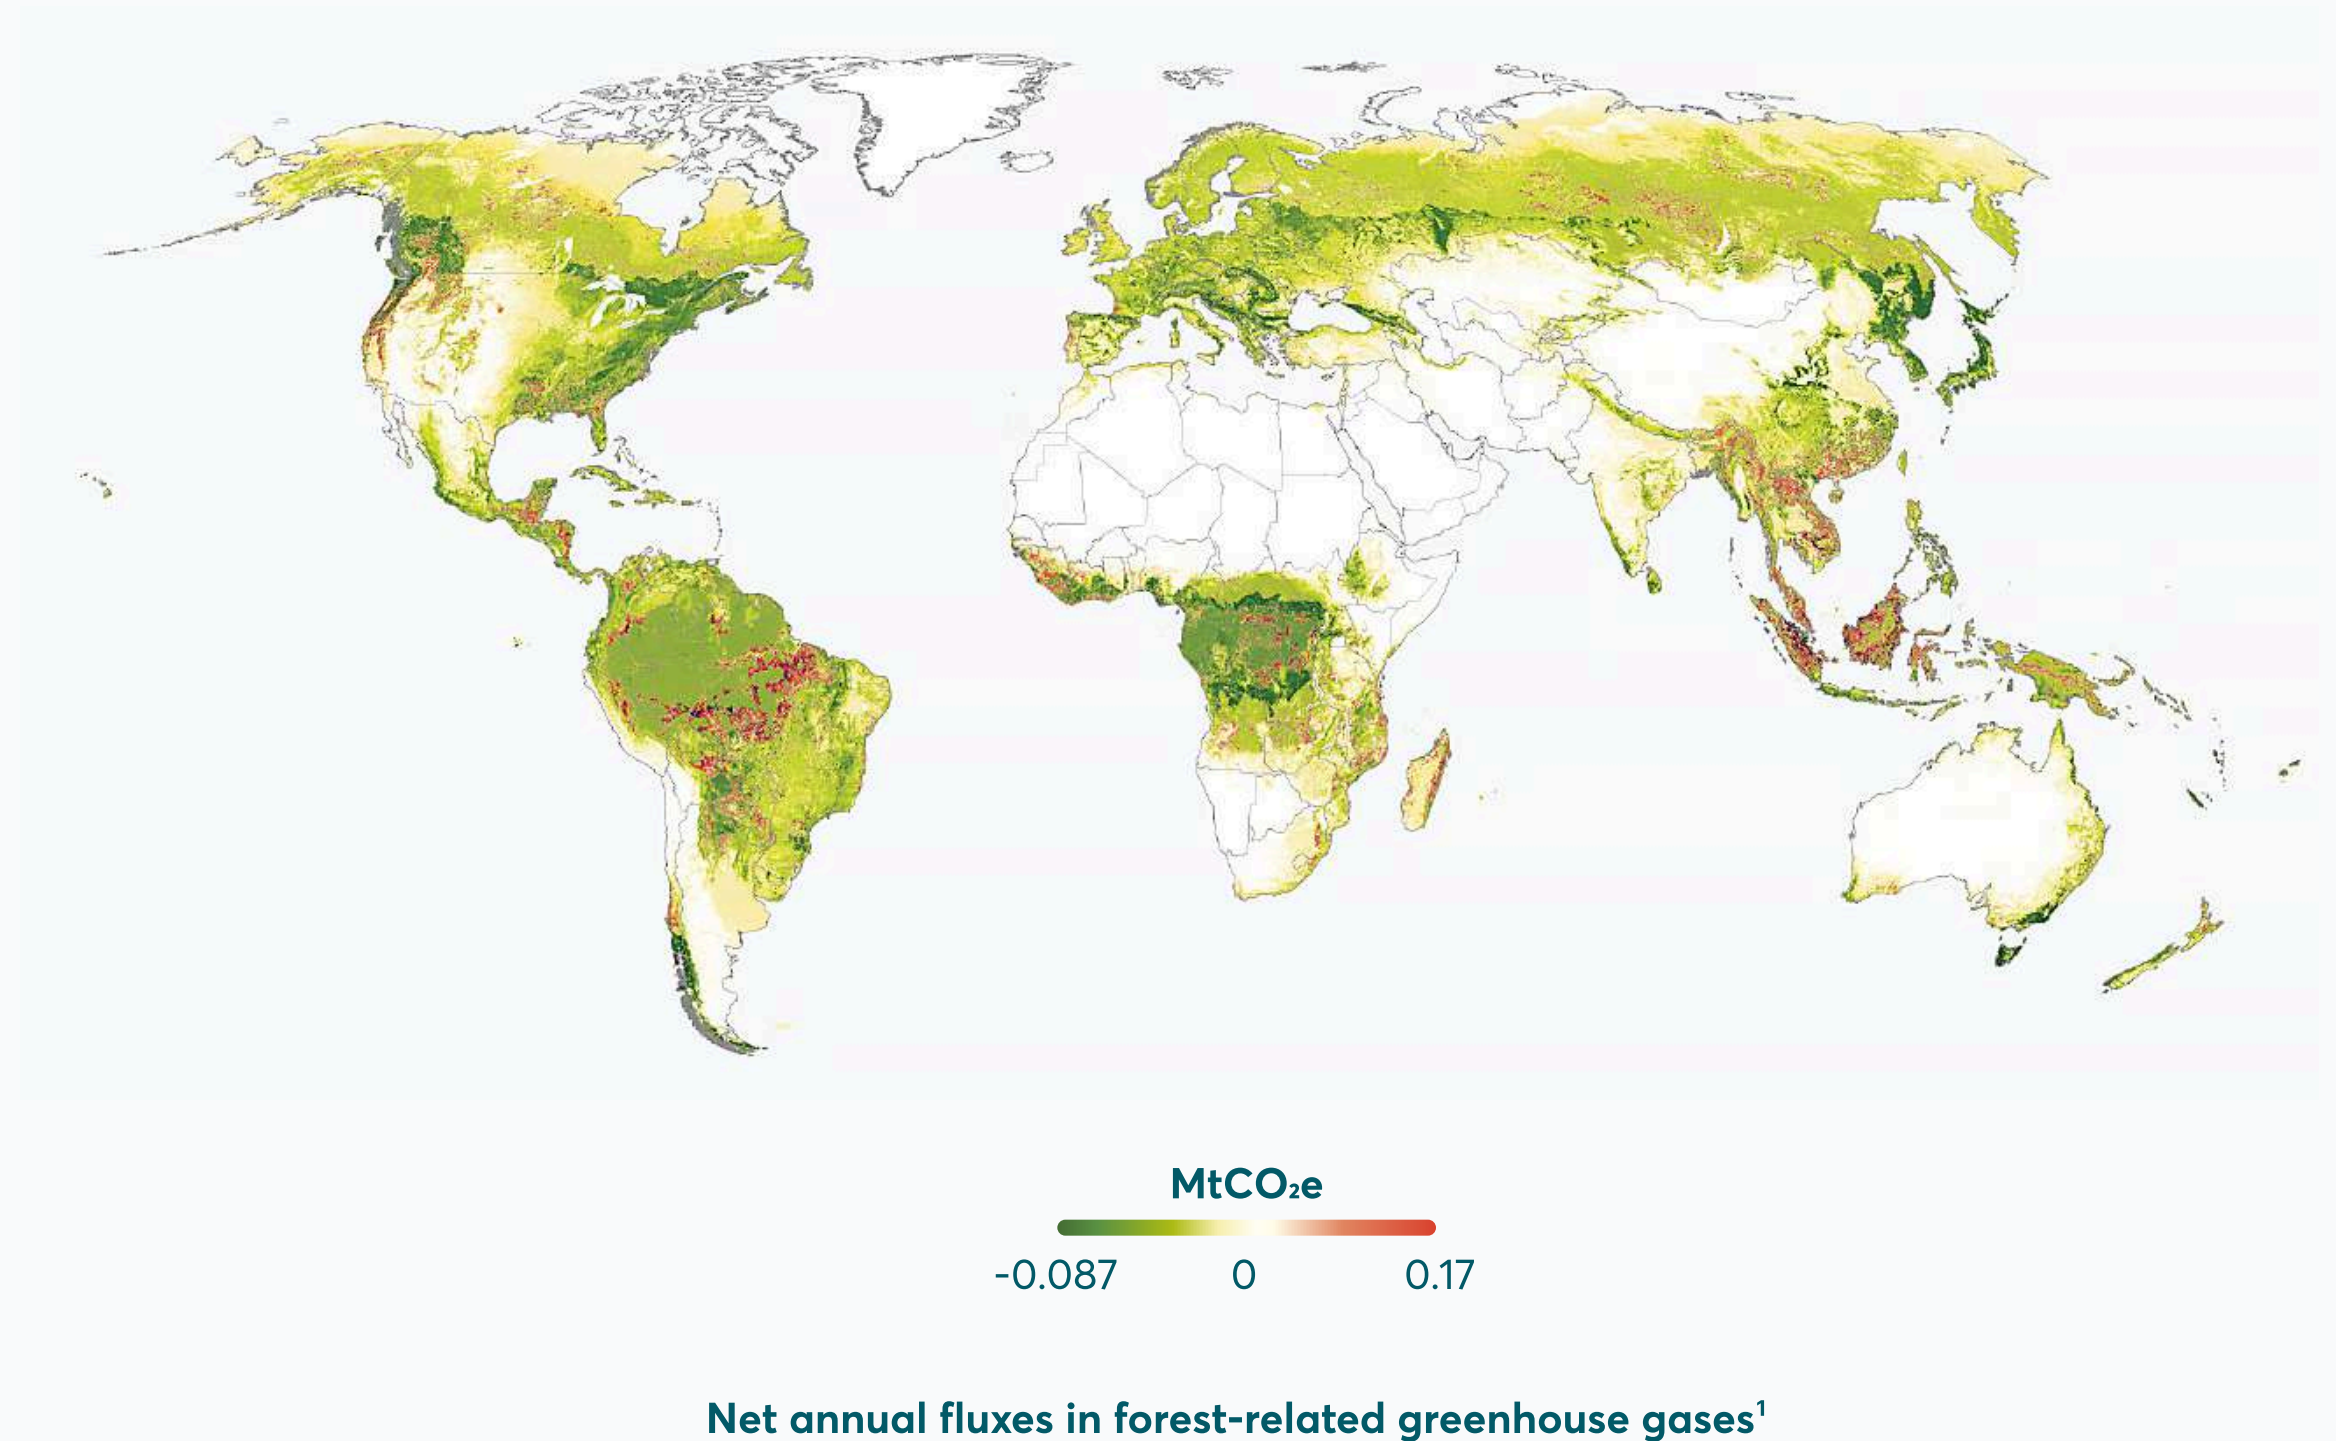 MtCO₂e
-0.087 0 0.17
Net annual fluxes in forest-related greenhouse gases¹